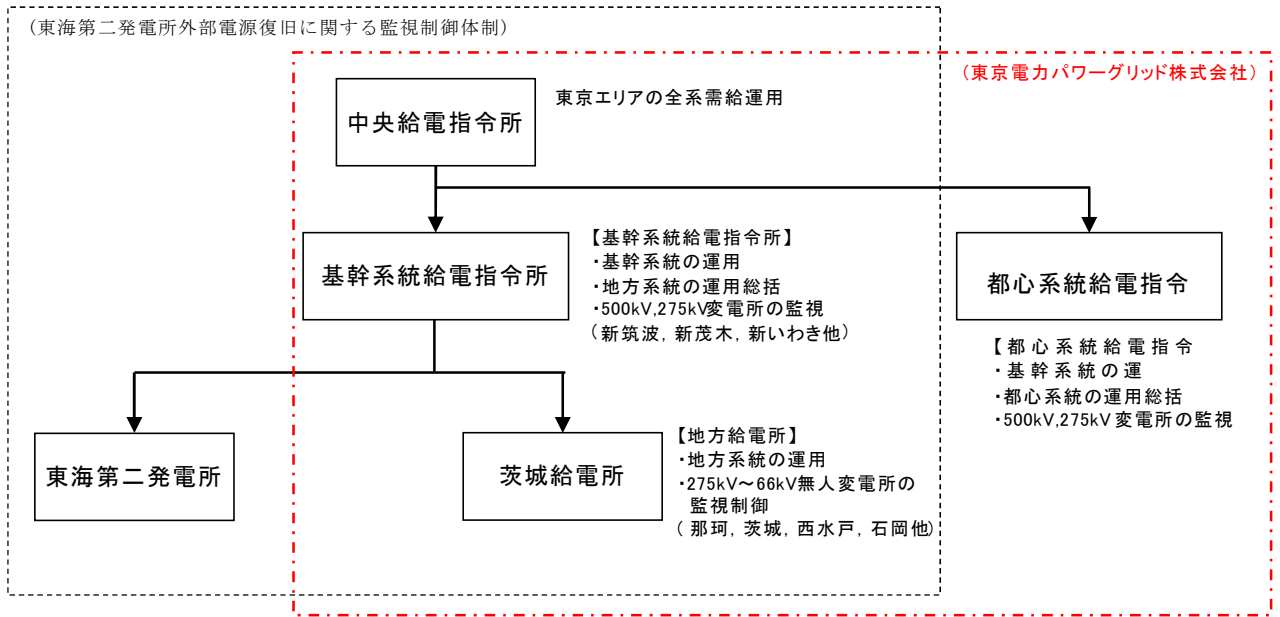 (東海第二発電所外部電源復旧に関する監視制御体制)
(東京電力パワーグリッド株式会社)
中央給電指令所
東京エリアの全系需給運用
基幹系統給電指令所
【基幹系統給電指令所】
・基幹系統の運用
・地方系統の運用総括
・500kV,275kV変電所の監視
(新筑波, 新茂木, 新いわき他)
都心系統給電指令
【都心系統給電指令
・基幹系統の運
・都心系統の運用総括
・500kV,275kV変電所の監視
東海第二発電所
茨城給電所
【地方給電所】
・地方系統の運用
・275kV～66kV無人変電所の
監視制御
(那珂, 茨城, 西水戸, 石岡他)